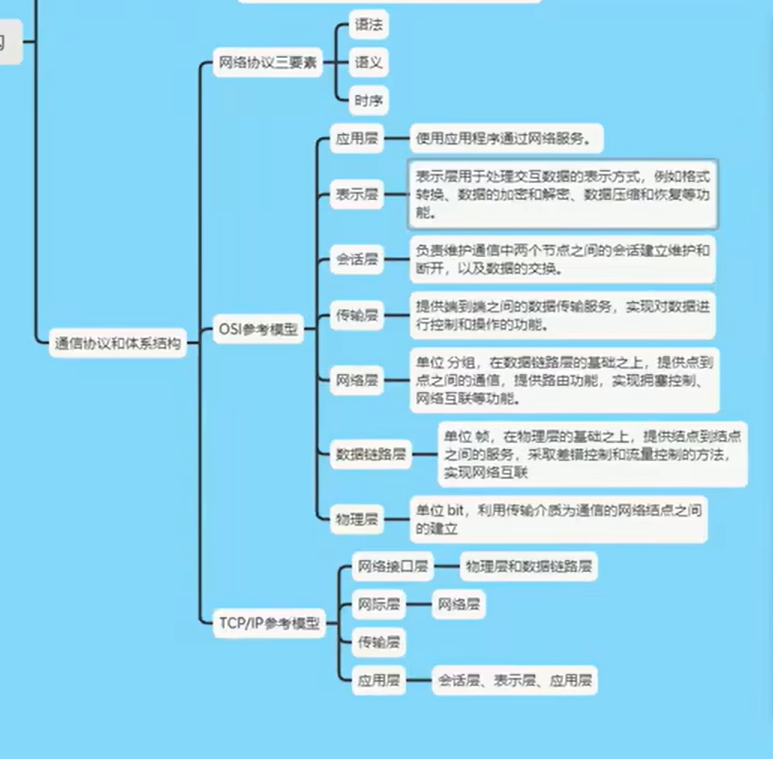 网络协议三要素
语法
语义
时序
通信协议和体系结构
OSI参考模型
应用层
使用应用程序通过网络服务。
表示层
表示层用于处理交互数据的表示方式，例如格式
转换、数据的加密和解密、数据压缩和恢复等功
能。
会话层
负责维护通信中两个节点之间的会话建立维护和
断开，以及数据的交换。
传输层
提供端到端之间的数据传输服务，实现对数据进
行控制和操作的功能。
网络层
单位 分组，在数据链路层的基础之上，提供点到
点之间的通信，提供路由功能，实现拥塞控制、
网络互联等功能。
数据链路层
单位 帧，在物理层的基础之上，提供结点到结点
之间的服务，采取差错控制和流量控制的方法，
实现网络互联
物理层
单位 bit，利用传输介质为通信的网络结点之间
的建立
TCP/IP参考模型
网络接口层
物理层和数据链路层
网际层
网络层
传输层
应用层
会话层、表示层、应用层